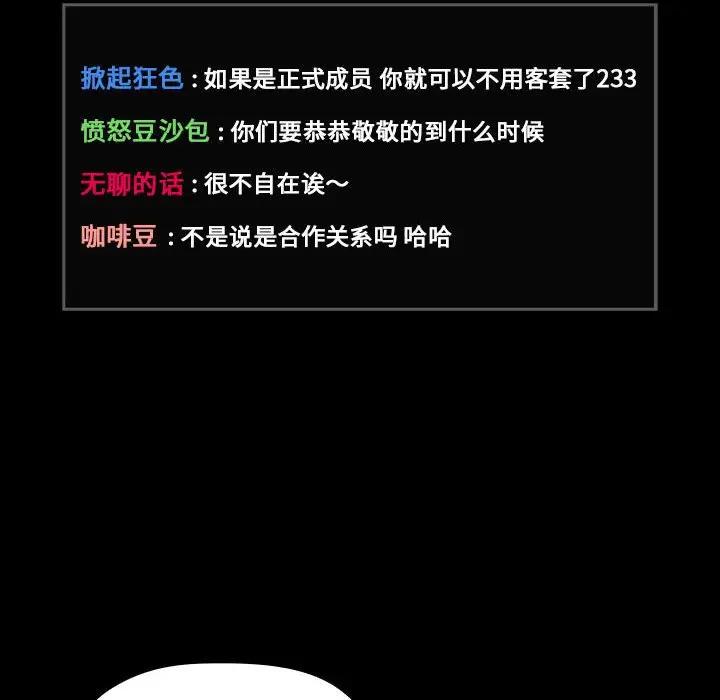 掀起狂色 : 如果是正式成员 你就可以不用客套了233
愤怒豆沙包 : 你们要恭恭敬敬的到什么时候
无聊的话 : 很不自在诶～
咖啡豆 : 不是说是合作关系吗 哈哈